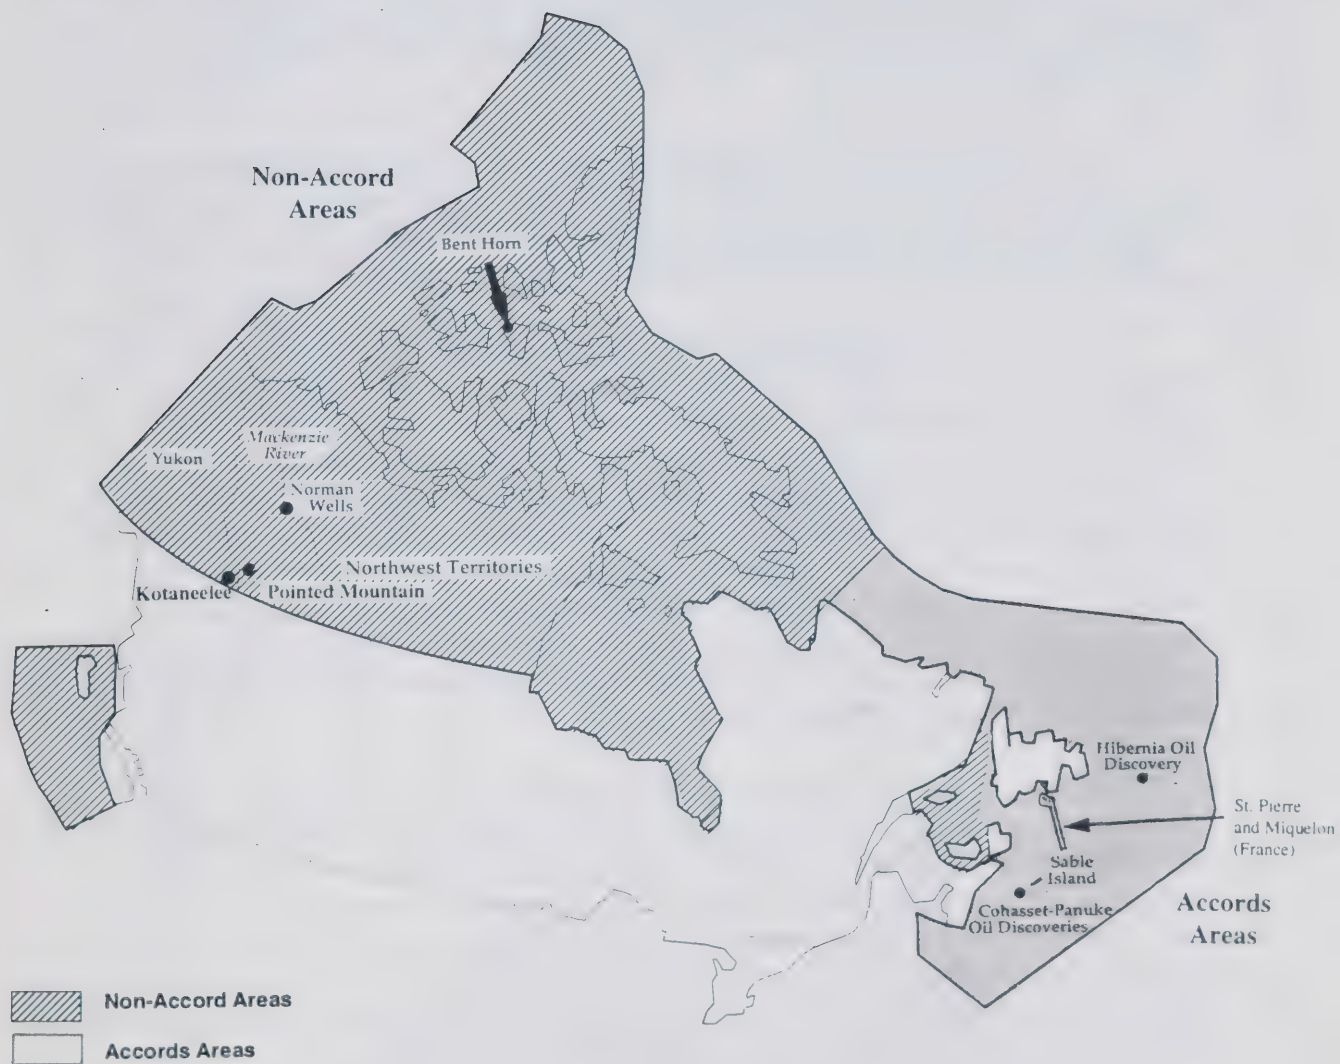 Non-Accord
Areas
Bent Horn
Mackenzie
River
Yukon
Norman
Wells
Northwest Territories
Kotaneelee
Pointed Mountain
Hibernia Oil
Discovery
St. Pierre
and Miquelon
(France)
Sable
Island
Cohasset-Panuke
Oil Discoveries
Accords
Areas
Non-Accord Areas
Accords Areas